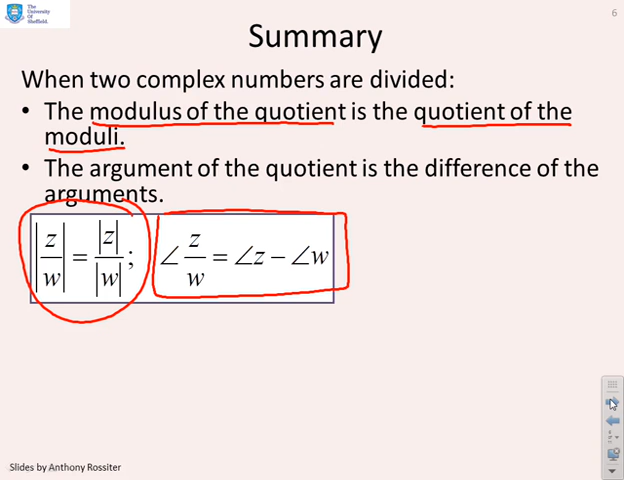 The
University
Of
Sheffield.
6
Summary
When two complex numbers are divided:
• The modulus of the quotient is the quotient of the
moduli.
• The argument of the quotient is the difference of the
arguments.
|z/w| = |z|/|w| ; ∠z/w = ∠z − ∠w
Slides by Anthony Rossiter